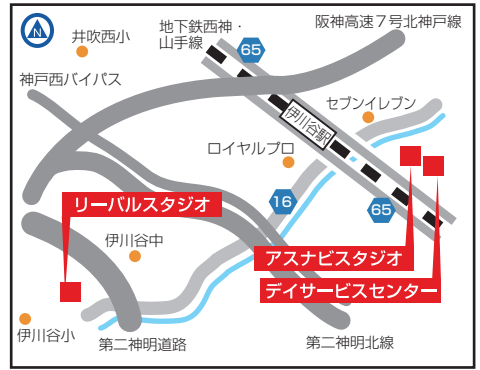 N
井吹西小
地下鉄西神・
山手線
阪神高速7号北神戸線
65
神戸西バイパス
セブンイレブン
伊川谷駅
ロイヤルプロ
リーバルスタジオ
16
65
伊川谷中
アスナビスタジオ
デイサービスセンター
伊川谷小
第二神明道路
第二神明北線